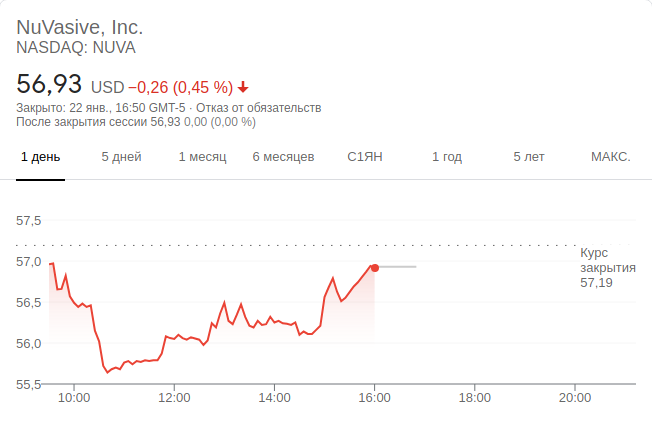 NuVasive, Inc.
NASDAQ: NUVA
56,93 USD −0,26 (0,45 %)
Закрыто: 22 янв., 16:50 GMT-5 · Отказ от обязательств
После закрытия сессии 56,93 0,00 (0,00 %)
1 день 5 дней 1 месяц 6 месяцев С1ЯН 1 год 5 лет МАКС.
57,5
57,0
56,5
56,0
55,5
Курс
закрытия
57,19
10:00 12:00 14:00 16:00 18:00 20:00